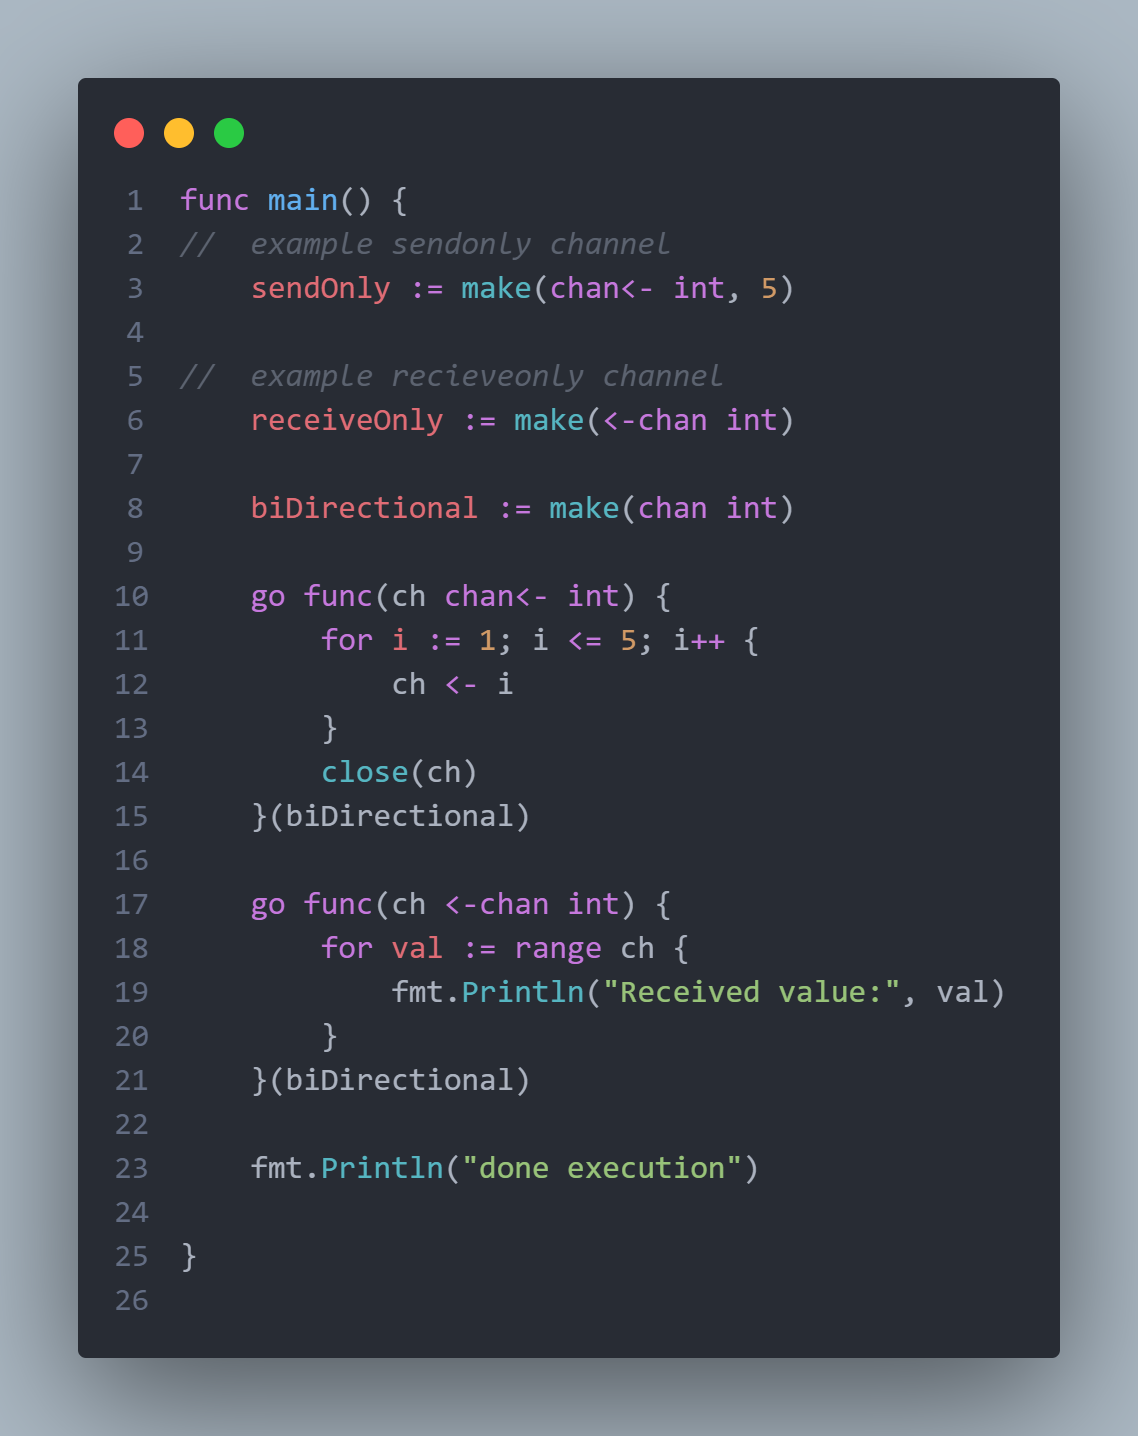 1 func main() {
2 //  example sendonly channel
3     sendOnly := make(chan<- int, 5)
4
5 //  example recieveonly channel
6     receiveOnly := make(<-chan int)
7
8     biDirectional := make(chan int)
9
10     go func(ch chan<- int) {
11         for i := 1; i <= 5; i++ {
12             ch <- i
13         }
14         close(ch)
15     }(biDirectional)
16
17     go func(ch <-chan int) {
18         for val := range ch {
19             fmt.Println("Received value:", val)
20         }
21     }(biDirectional)
22
23     fmt.Println("done execution")
24
25 }
26